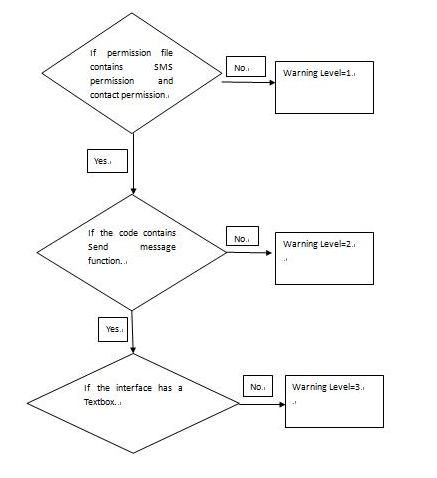 If permission file
contains SMS
permission and
contact permission.
No.
Warning Level=1.
Yes.
If the code contains
Send message
function..
No.
Warning Level=2.
Yes.
If the interface has a
Textbox..
No.
Warning Level=3.